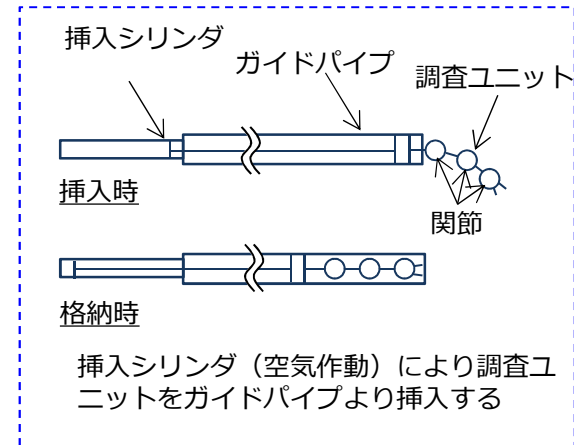 挿入シリンダ
ガイドパイプ
調査ユニット
挿入時
関節
格納時
挿入シリンダ（空気作動）により調査ユ
ニットをガイドパイプより挿入する